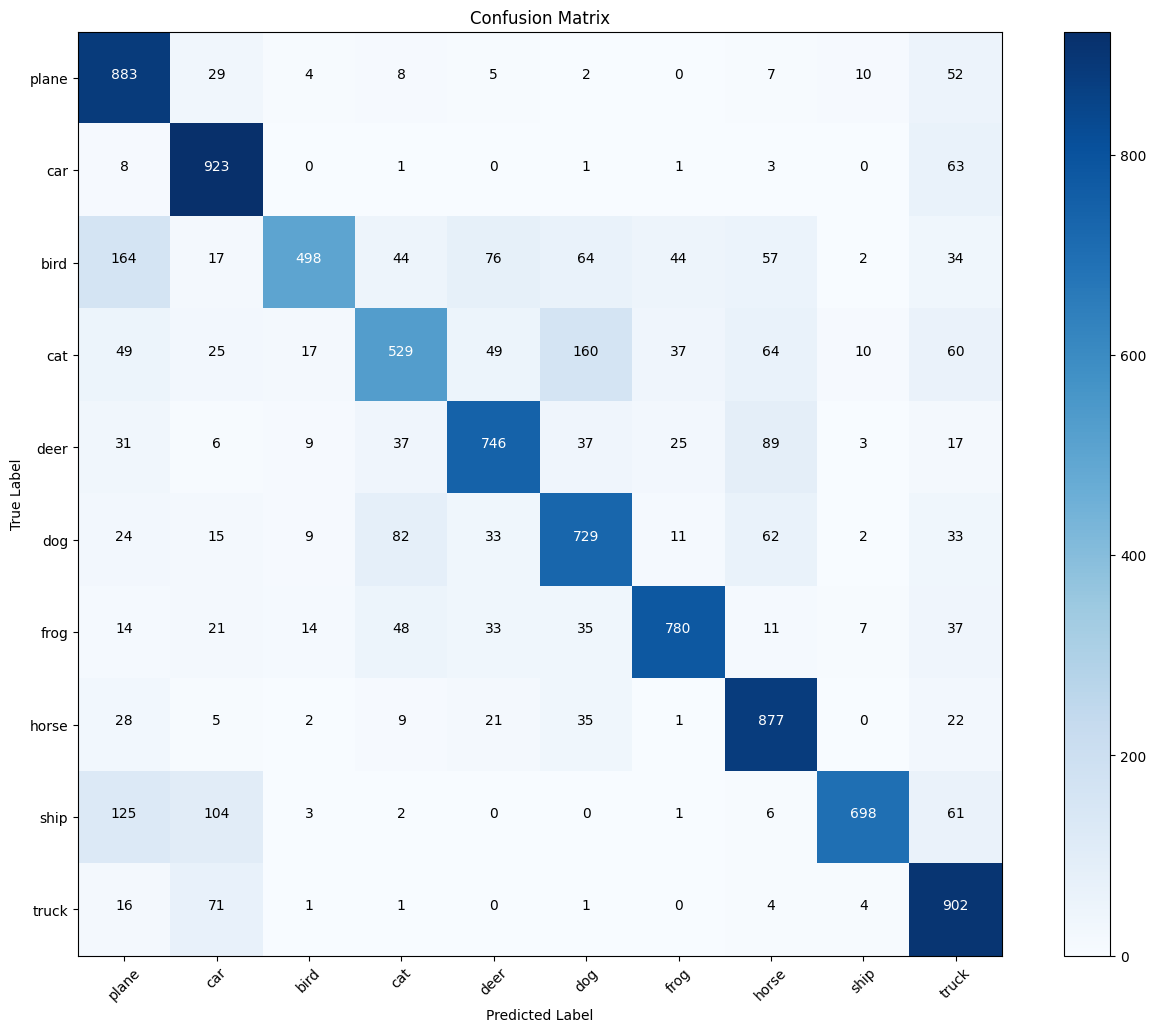 Confusion Matrix
plane 883 29 4 8 5 2 0 7 10 52
car 8 923 0 1 0 1 1 3 0 63
800
bird 164 17 498 44 76 64 44 57 2 34
cat 49 25 17 529 49 160 37 64 10 60
600
deer 31 6 9 37 746 37 25 89 3 17
True Label
dog 24 15 9 82 33 729 11 62 2 33
400
frog 14 21 14 48 33 35 780 11 7 37
horse 28 5 2 9 21 35 1 877 0 22
200
ship 125 104 3 2 0 0 1 6 698 61
truck 16 71 1 1 0 1 0 4 4 902
0
plane car bird cat deer dog frog horse ship truck
Predicted Label